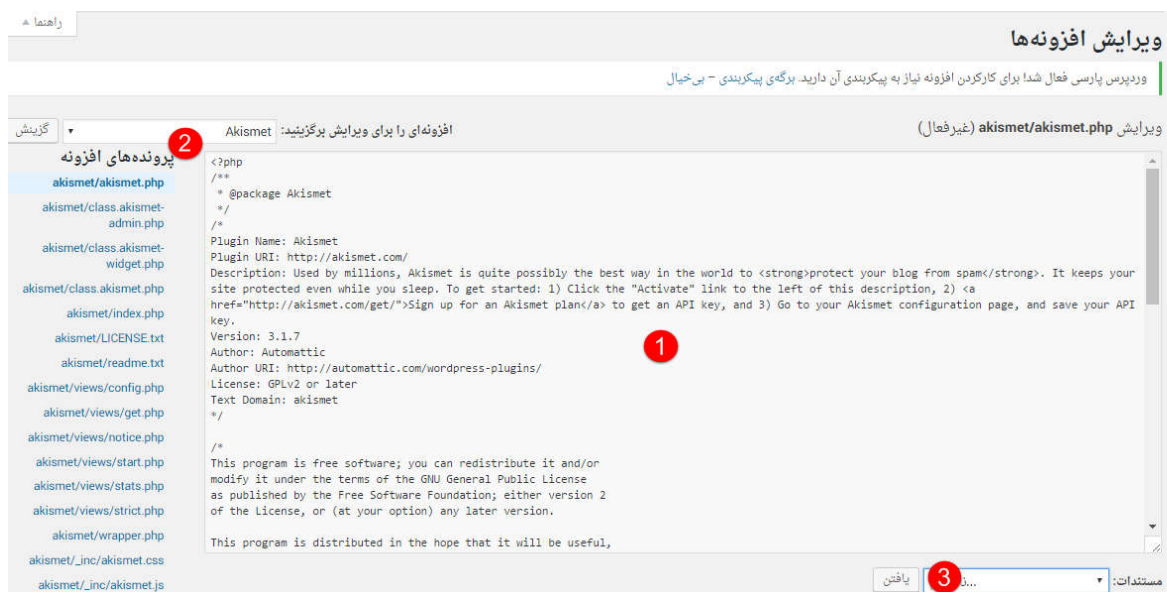 راهنما
ویرایش افزونه‌ها
وردپرس پارسی فعال شد! برای کارکردن افزونه نیاز به پیکربندی آن دارید. برگه‌ی پیکربندی – بی‌خیال
ویرایش akismet/akismet.php (غیرفعال)
افزونه‌ای را برای ویرایش برگزینید: Akismet گزینش
2
پرونده‌های افزونه
akismet/akismet.php
akismet/class.akismet-
admin.php
akismet/class.akismet-
widget.php
akismet/class.akismet.php
akismet/index.php
akismet/LICENSE.txt
akismet/readme.txt
akismet/views/config.php
akismet/views/get.php
akismet/views/notice.php
akismet/views/start.php
akismet/views/stats.php
akismet/views/strict.php
akismet/wrapper.php
akismet/_inc/akismet.css
akismet/_inc/akismet.js
<?php
/**
* @package Akismet
*/
/*
Plugin Name: Akismet
Plugin URI: http://akismet.com/
Description: Used by millions, Akismet is quite possibly the best way in the world to <strong>protect your blog from spam</strong>. It keeps your
site protected even while you sleep. To get started: 1) Click the "Activate" link to the left of this description, 2) <a
href="http://akismet.com/get/">Sign up for an Akismet plan</a> to get an API key, and 3) Go to your Akismet configuration page, and save your API
key.
Version: 3.1.7
1
Author: Automattic
Author URI: http://automattic.com/wordpress-plugins/
License: GPLv2 or later
Text Domain: akismet
*/
/*
This program is free software; you can redistribute it and/or
modify it under the terms of the GNU General Public License
as published by the Free Software Foundation; either version 2
of the License, or (at your option) any later version.
This program is distributed in the hope that it will be useful,
مستندات: 3 یافتن